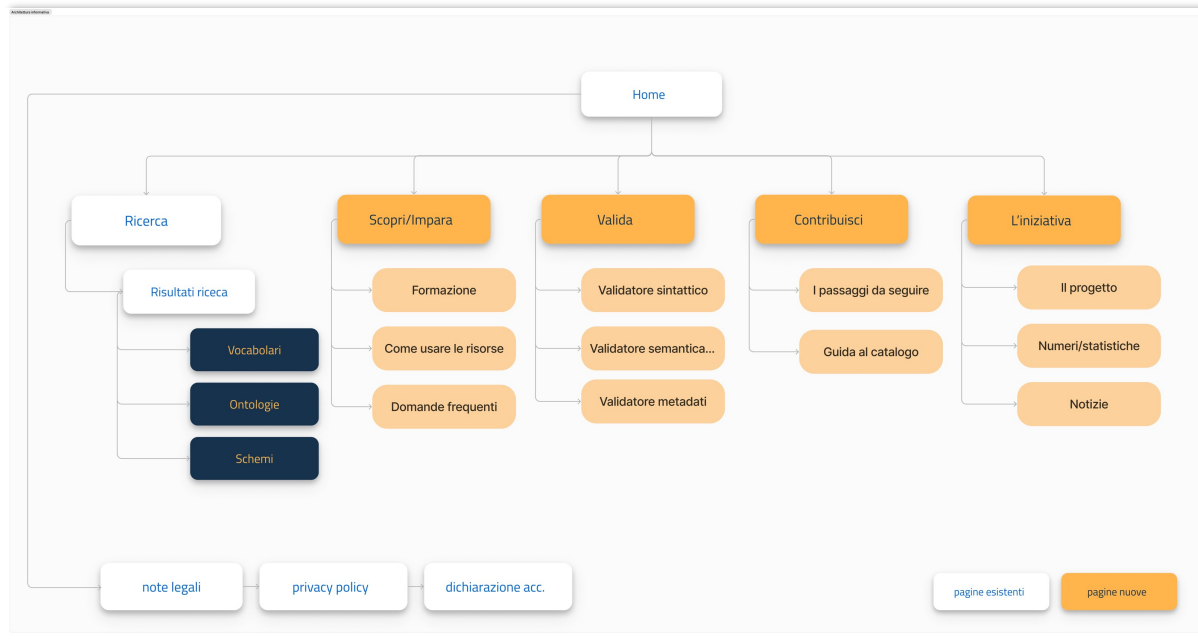 Architettura informativa
Home
Ricerca
Scopri/Impara
Valida
Contribuisci
L'iniziativa
Risultati riceca
Vocabolari
Ontologie
Schemi
Formazione
Come usare le risorse
Domande frequenti
Validatore sintattico
Validatore semantica...
Validatore metadati
I passaggi da seguire
Guida al catalogo
Il progetto
Numeri/statistiche
Notizie
note legali
privacy policy
dichiarazione acc.
pagine esistenti
pagine nuove